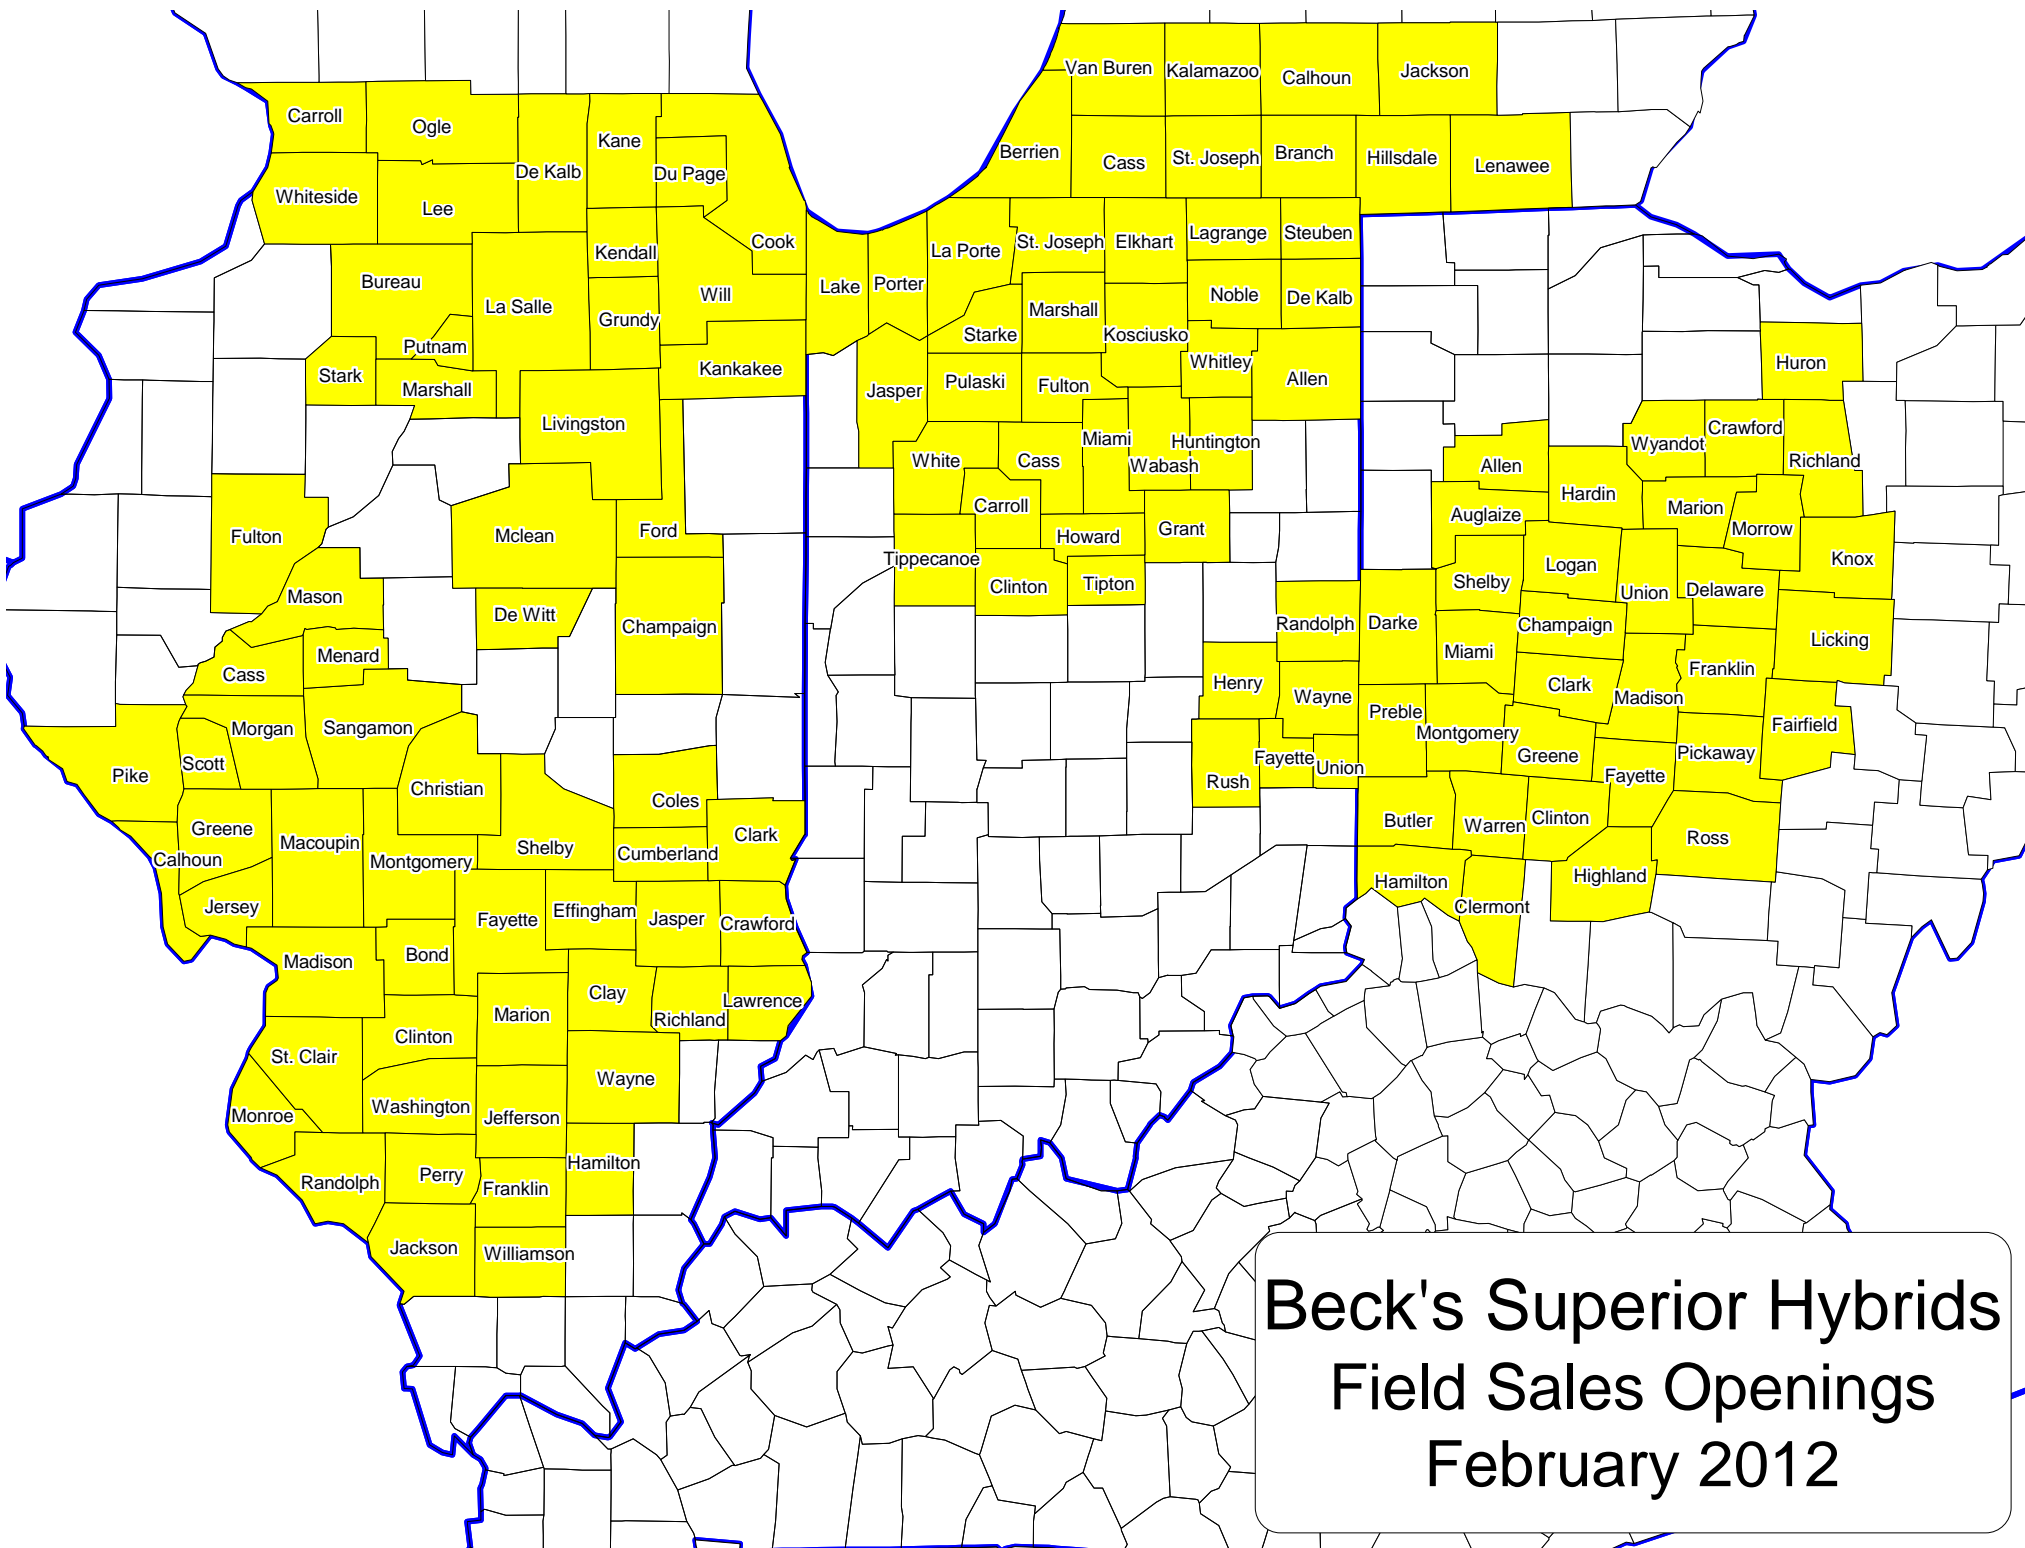 Van Buren
Kalamazoo
Calhoun
Jackson
Berrien
Cass
St. Joseph
Branch
Hillsdale
Lenawee
Carroll
Ogle
De Kalb
Kane
Du Page
Whiteside
Lee
Cook
Kendall
Bureau
La Salle
Will
Grundy
Putnam
Stark
Marshall
Kankakee
Livingston
Fulton
Mclean
Ford
Mason
De Witt
Champaign
Menard
Cass
Morgan
Sangamon
Scott
Pike
Christian
Coles
Greene
Macoupin
Clark
Calhoun
Montgomery
Shelby
Cumberland
Jersey
Fayette
Effingham
Jasper
Crawford
Madison
Bond
Clay
Lawrence
Marion
Richland
Clinton
St. Clair
Wayne
Monroe
Washington
Jefferson
Hamilton
Randolph
Perry
Franklin
Jackson
Williamson
Lake
Porter
La Porte
St. Joseph
Elkhart
Lagrange
Steuben
Noble
De Kalb
Marshall
Starke
Kosciusko
Whitley
Allen
Jasper
Pulaski
Fulton
Miami
Wabash
Huntington
White
Cass
Carroll
Howard
Grant
Tippecanoe
Clinton
Tipton
Randolph
Henry
Wayne
Rush
Fayette
Union
Huron
Wyandot
Crawford
Richland
Allen
Hardin
Marion
Morrow
Auglaize
Knox
Logan
Shelby
Union
Delaware
Darke
Champaign
Licking
Miami
Franklin
Clark
Madison
Preble
Montgomery
Fairfield
Greene
Pickaway
Fayette
Butler
Warren
Clinton
Ross
Hamilton
Highland
Clermont
Beck's Superior Hybrids
Field Sales Openings
February 2012